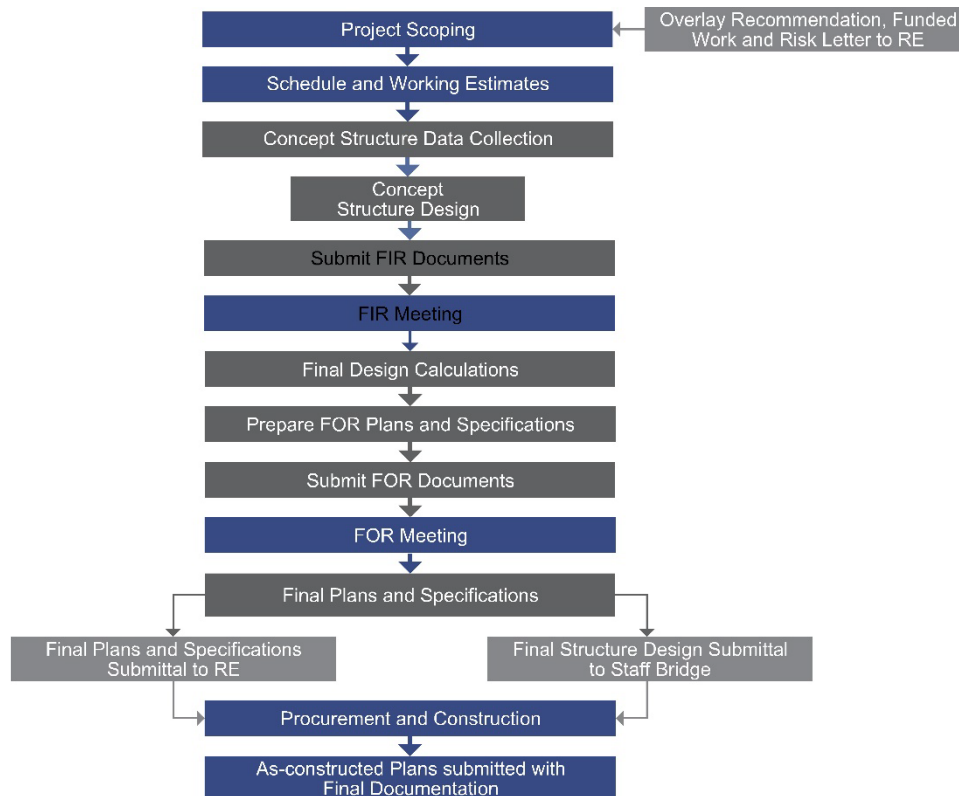 Project Scoping
Overlay Recommendation, Funded
Work and Risk Letter to RE
Schedule and Working Estimates
Concept Structure Data Collection
Concept
Structure Design
Submit FIR Documents
FIR Meeting
Final Design Calculations
Prepare FOR Plans and Specifications
Submit FOR Documents
FOR Meeting
Final Plans and Specifications
Final Plans and Specifications
Submittal to RE
Final Structure Design Submittal
to Staff Bridge
Procurement and Construction
As-constructed Plans submitted with
Final Documentation